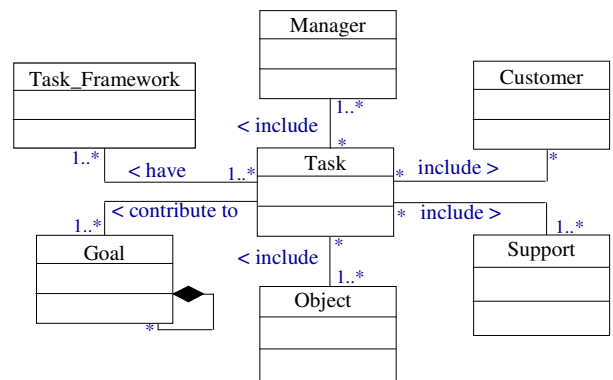 Manager
Task_Framework
Customer
1..*
< include
1..*
*
*
< have
1..*
Task
*
include >
< contribute to
*
include >
1..*
1..*
Goal
*
< include
Support
1..*
Object
*